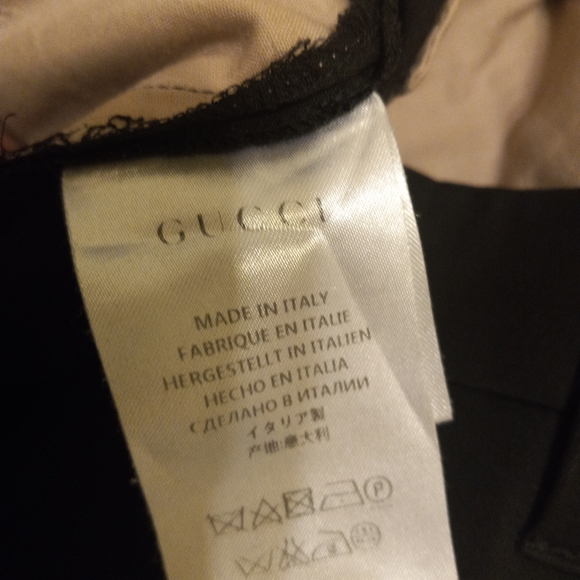 GUCCI
MADE IN ITALY
FABRIQUE EN ITALIE
HERGESTELLT IN ITALIEN
HECHO EN ITALIA
СДЕЛАНО В ИТАЛИИ
イタリア製
产地:意大利
P